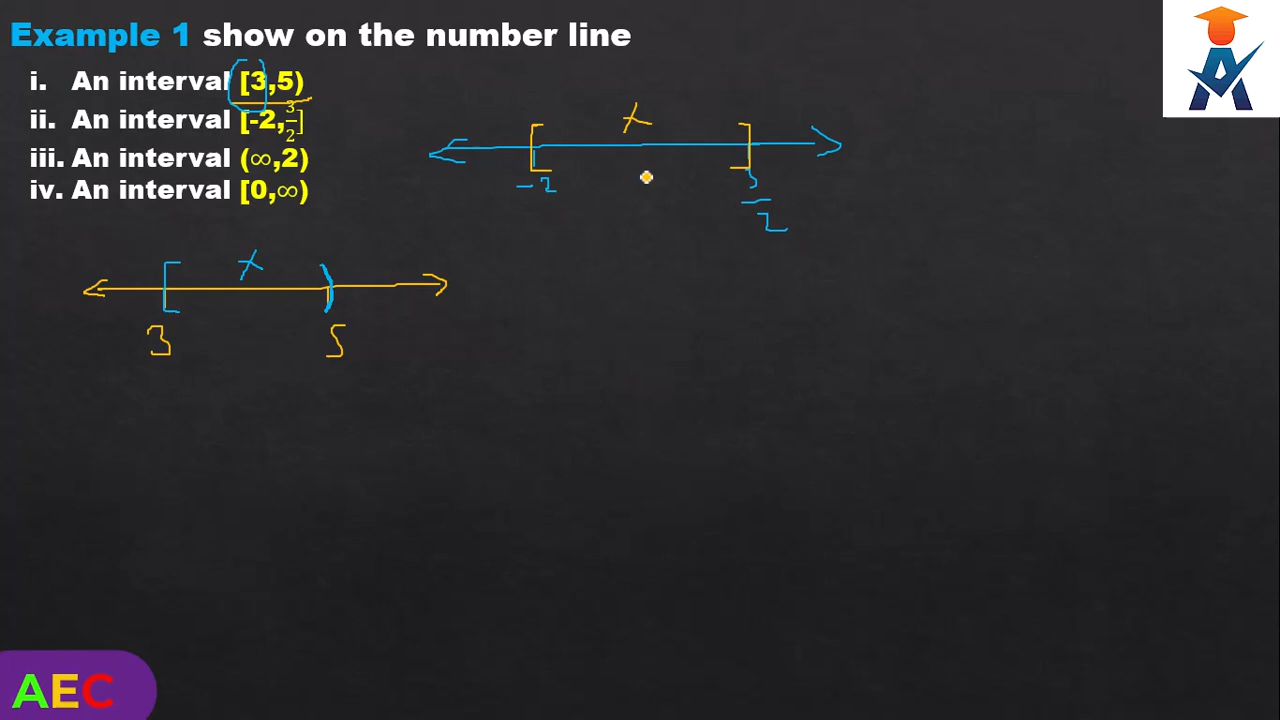 Example 1 show on the number line
i. An interval [3,5)
ii. An interval [-2,3/2]
iii. An interval (∞,2)
iv. An interval [0,∞)
x
-2 3/2
x
3 5
AEC